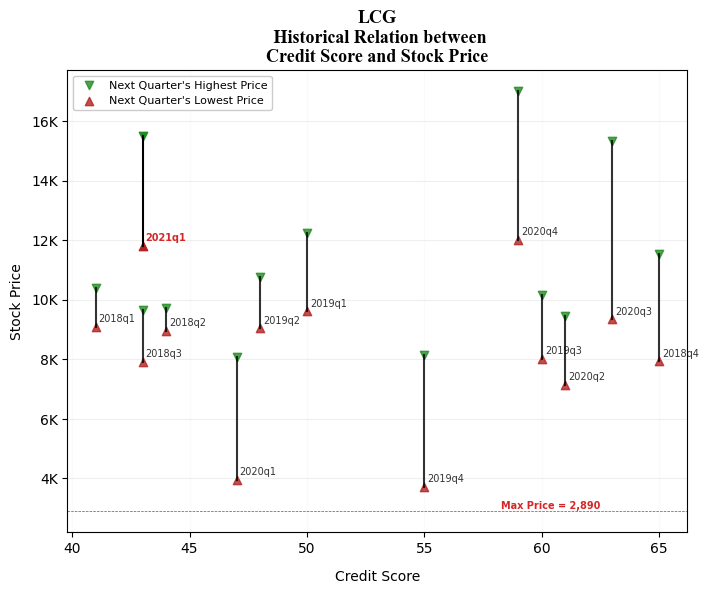 LCG
Historical Relation between
Credit Score and Stock Price
Next Quarter's Highest Price
Next Quarter's Lowest Price
Stock Price
16K
14K
12K
10K
8K
6K
4K
2020q4
2021q1
2019q1
2020q3
2018q1
2018q2
2019q2
2018q3
2019q3
2018q4
2020q2
2020q1
2019q4
Max Price = 2,890
40
45
50
55
60
65
Credit Score